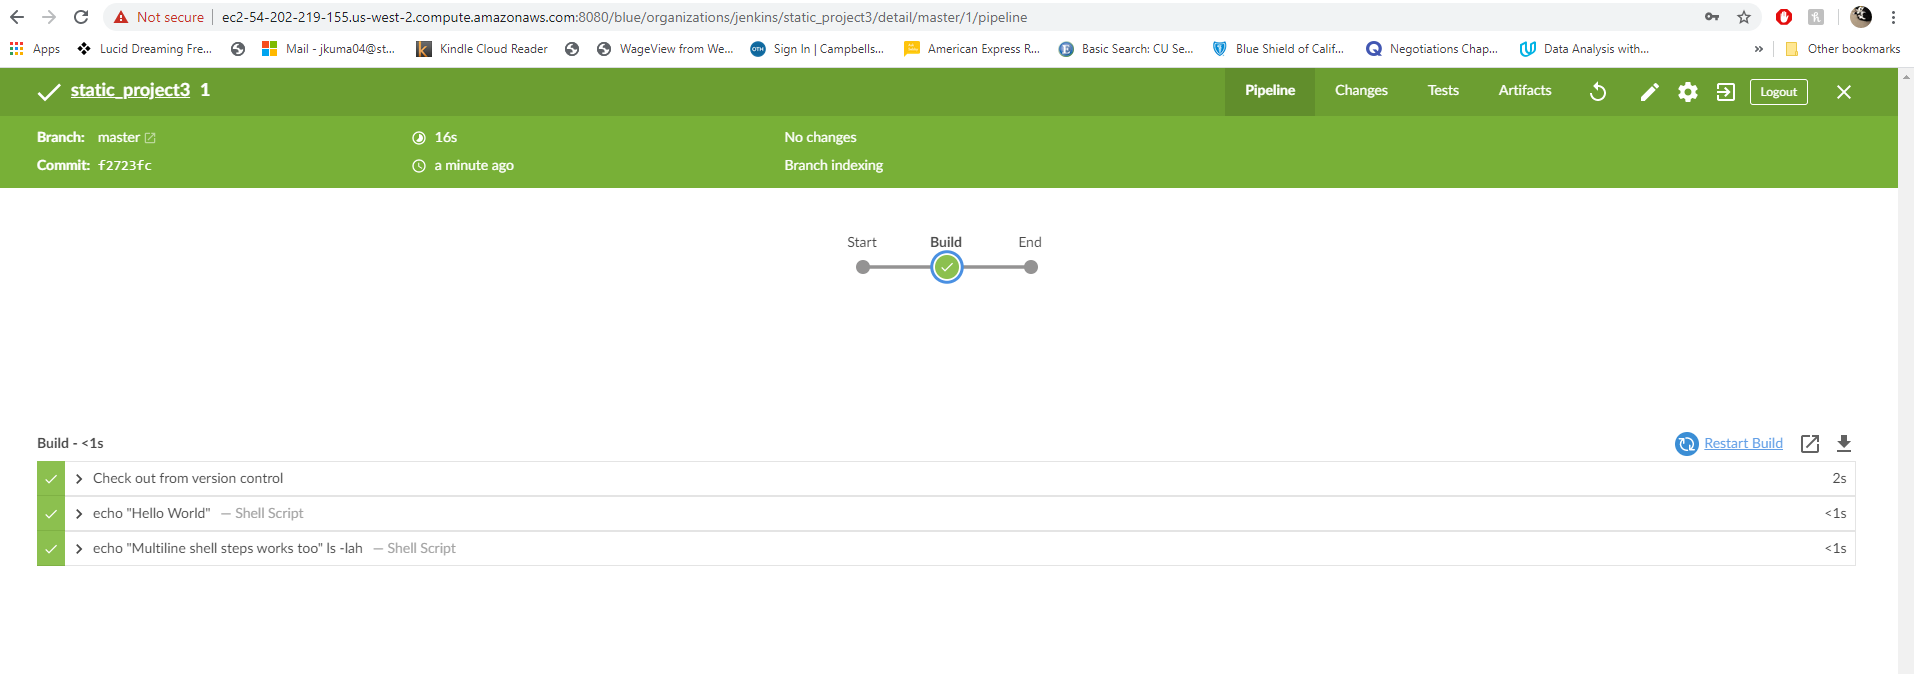 Not secure | ec2-54-202-219-155.us-west-2.compute.amazonaws.com:8080/blue/organizations/jenkins/static_project3/detail/master/1/pipeline
Apps Lucid Dreaming Fre... Mail - jkuma04@st... Kindle Cloud Reader WageView from We... OTH Sign In | Campbells... American Express R... Basic Search: CU Se... Blue Shield of Calif... Negotiations Chap... Data Analysis with... » Other bookmarks
static_project3 1 Pipeline Changes Tests Artifacts Logout
Branch: master 16s No changes
Commit: f2723fc a minute ago Branch indexing
Start Build End
Build - <1s Restart Build
Check out from version control 2s
echo "Hello World" — Shell Script <1s
echo "Multiline shell steps works too" ls -lah — Shell Script <1s